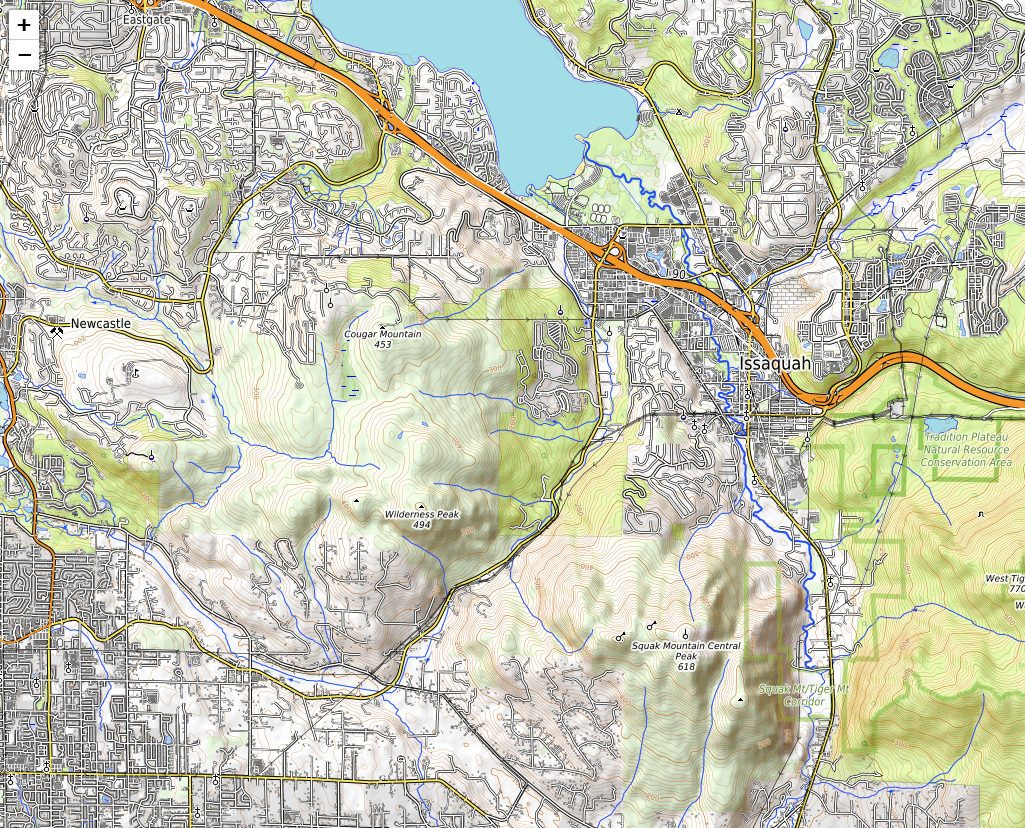 +
Eastgate
−
I 90
Newcastle
Cougar Mountain
453
300
Issaquah
Tradition Plateau
Natural Resource
Conservation Area
Wilderness Peak
494
West Tig
770
W
Squak Mountain Central
Peak
618
Squak Mt/Tiger Mt
Corridor